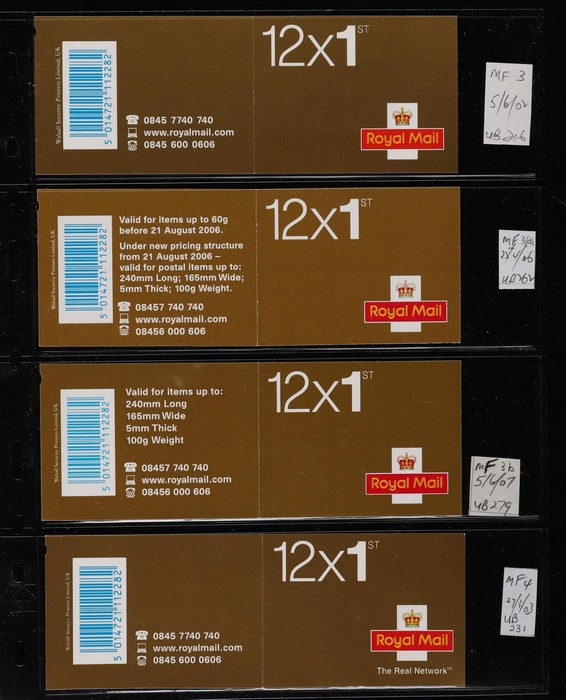 Walsall Security Printers Limited, UK
5 014721 112282
0845 7740 740
www.royalmail.com
0845 600 0606
12x1ST
Royal Mail
MF 3
5/6/02
UB 216
Walsall Security Printers Limited, UK
5 014721 112282
Valid for items up to 60g
before 21 August 2006.
Under new pricing structure
from 21 August 2006 –
valid for postal items up to:
240mm Long; 165mm Wide;
5mm Thick; 100g Weight.
08457 740 740
www.royalmail.com
08456 000 606
12x1ST
Royal Mail
UB262
Walsall Security Printers Limited, UK
5 014721 112282
Valid for items up to:
240mm Long
165mm Wide
5mm Thick
100g Weight
08457 740 740
www.royalmail.com
08456 000 606
12x1ST
Royal Mail
MF 3b
5/6/07
UB279
Walsall Security Printers Limited, UK
5 014721 112282
0845 7740 740
www.royalmail.com
0845 600 0606
12x1ST
Royal Mail
The Real Network™
MF4
UB
231